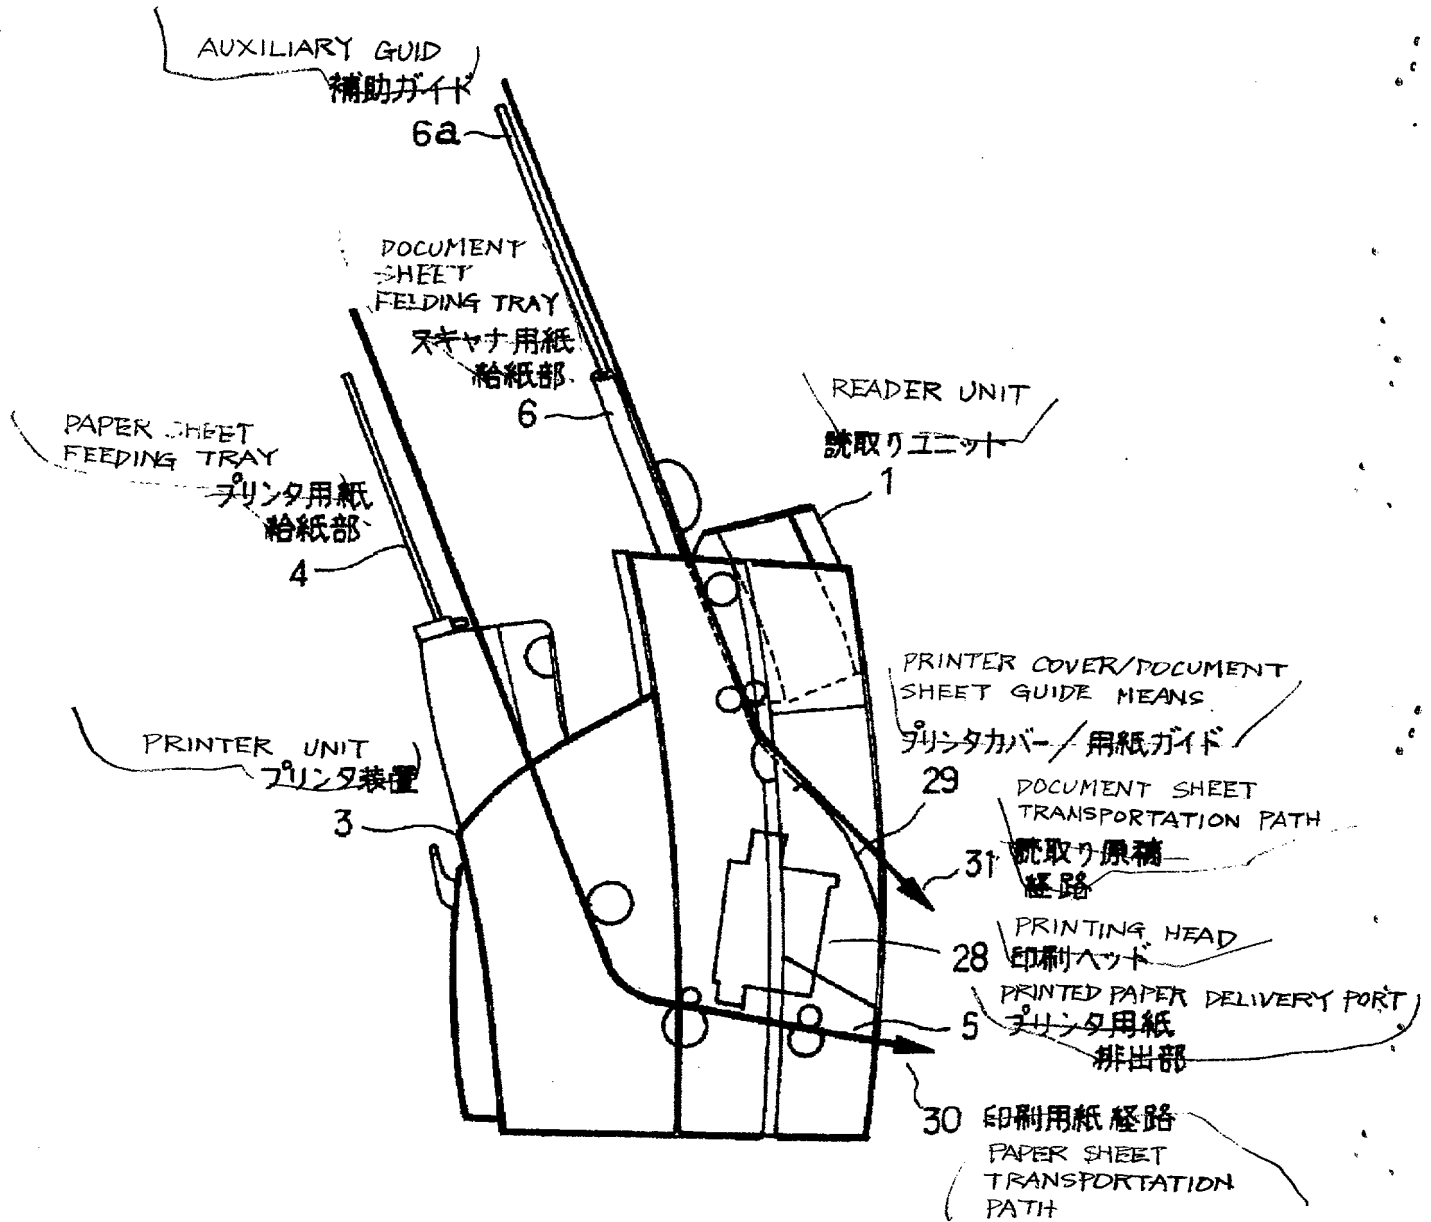 AUXILIARY GUID
補助ガイド
6a
DOCUMENT
SHEET
FELDING TRAY
スキャナ用紙
給紙部
6
READER UNIT
読取りユニット
1
PAPER SHEET
FEEDING TRAY
プリンタ用紙
給紙部
4
PRINTER COVER/DOCUMENT
SHEET GUIDE MEANS
プリンタカバー/用紙ガイド
29
PRINTER UNIT
プリンタ装置
3
DOCUMENT SHEET
TRANSPORTATION PATH
31 読取り原稿
経路
PRINTING HEAD
28 印刷ヘッド
PRINTED PAPER DELIVERY PORT
5 プリンタ用紙
排出部
30 印刷用紙経路
PAPER SHEET
TRANSPORTATION
PATH